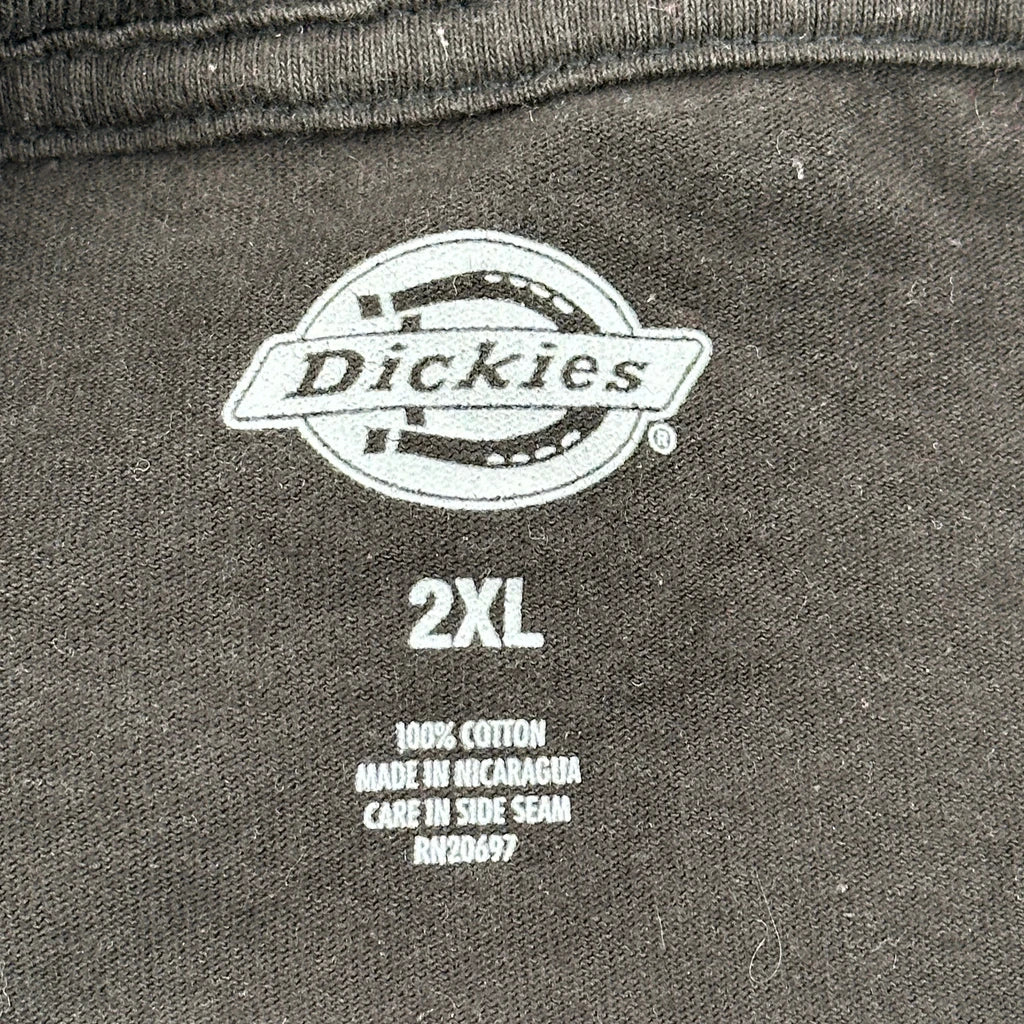 Dickies
®
2XL
100% COTTON
MADE IN NICARAGUA
CARE IN SIDE SEAM
RN20697